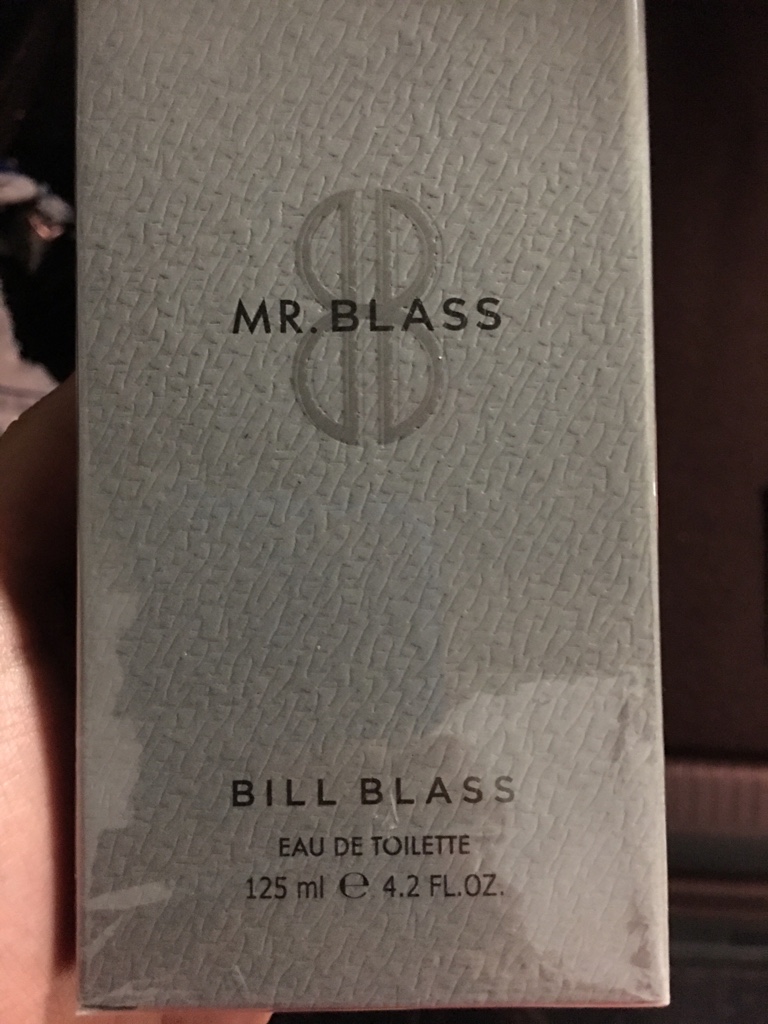 MR. BLASS
BILL BLASS
EAU DE TOILETTE
125 ml ℮ 4.2 FL.OZ.